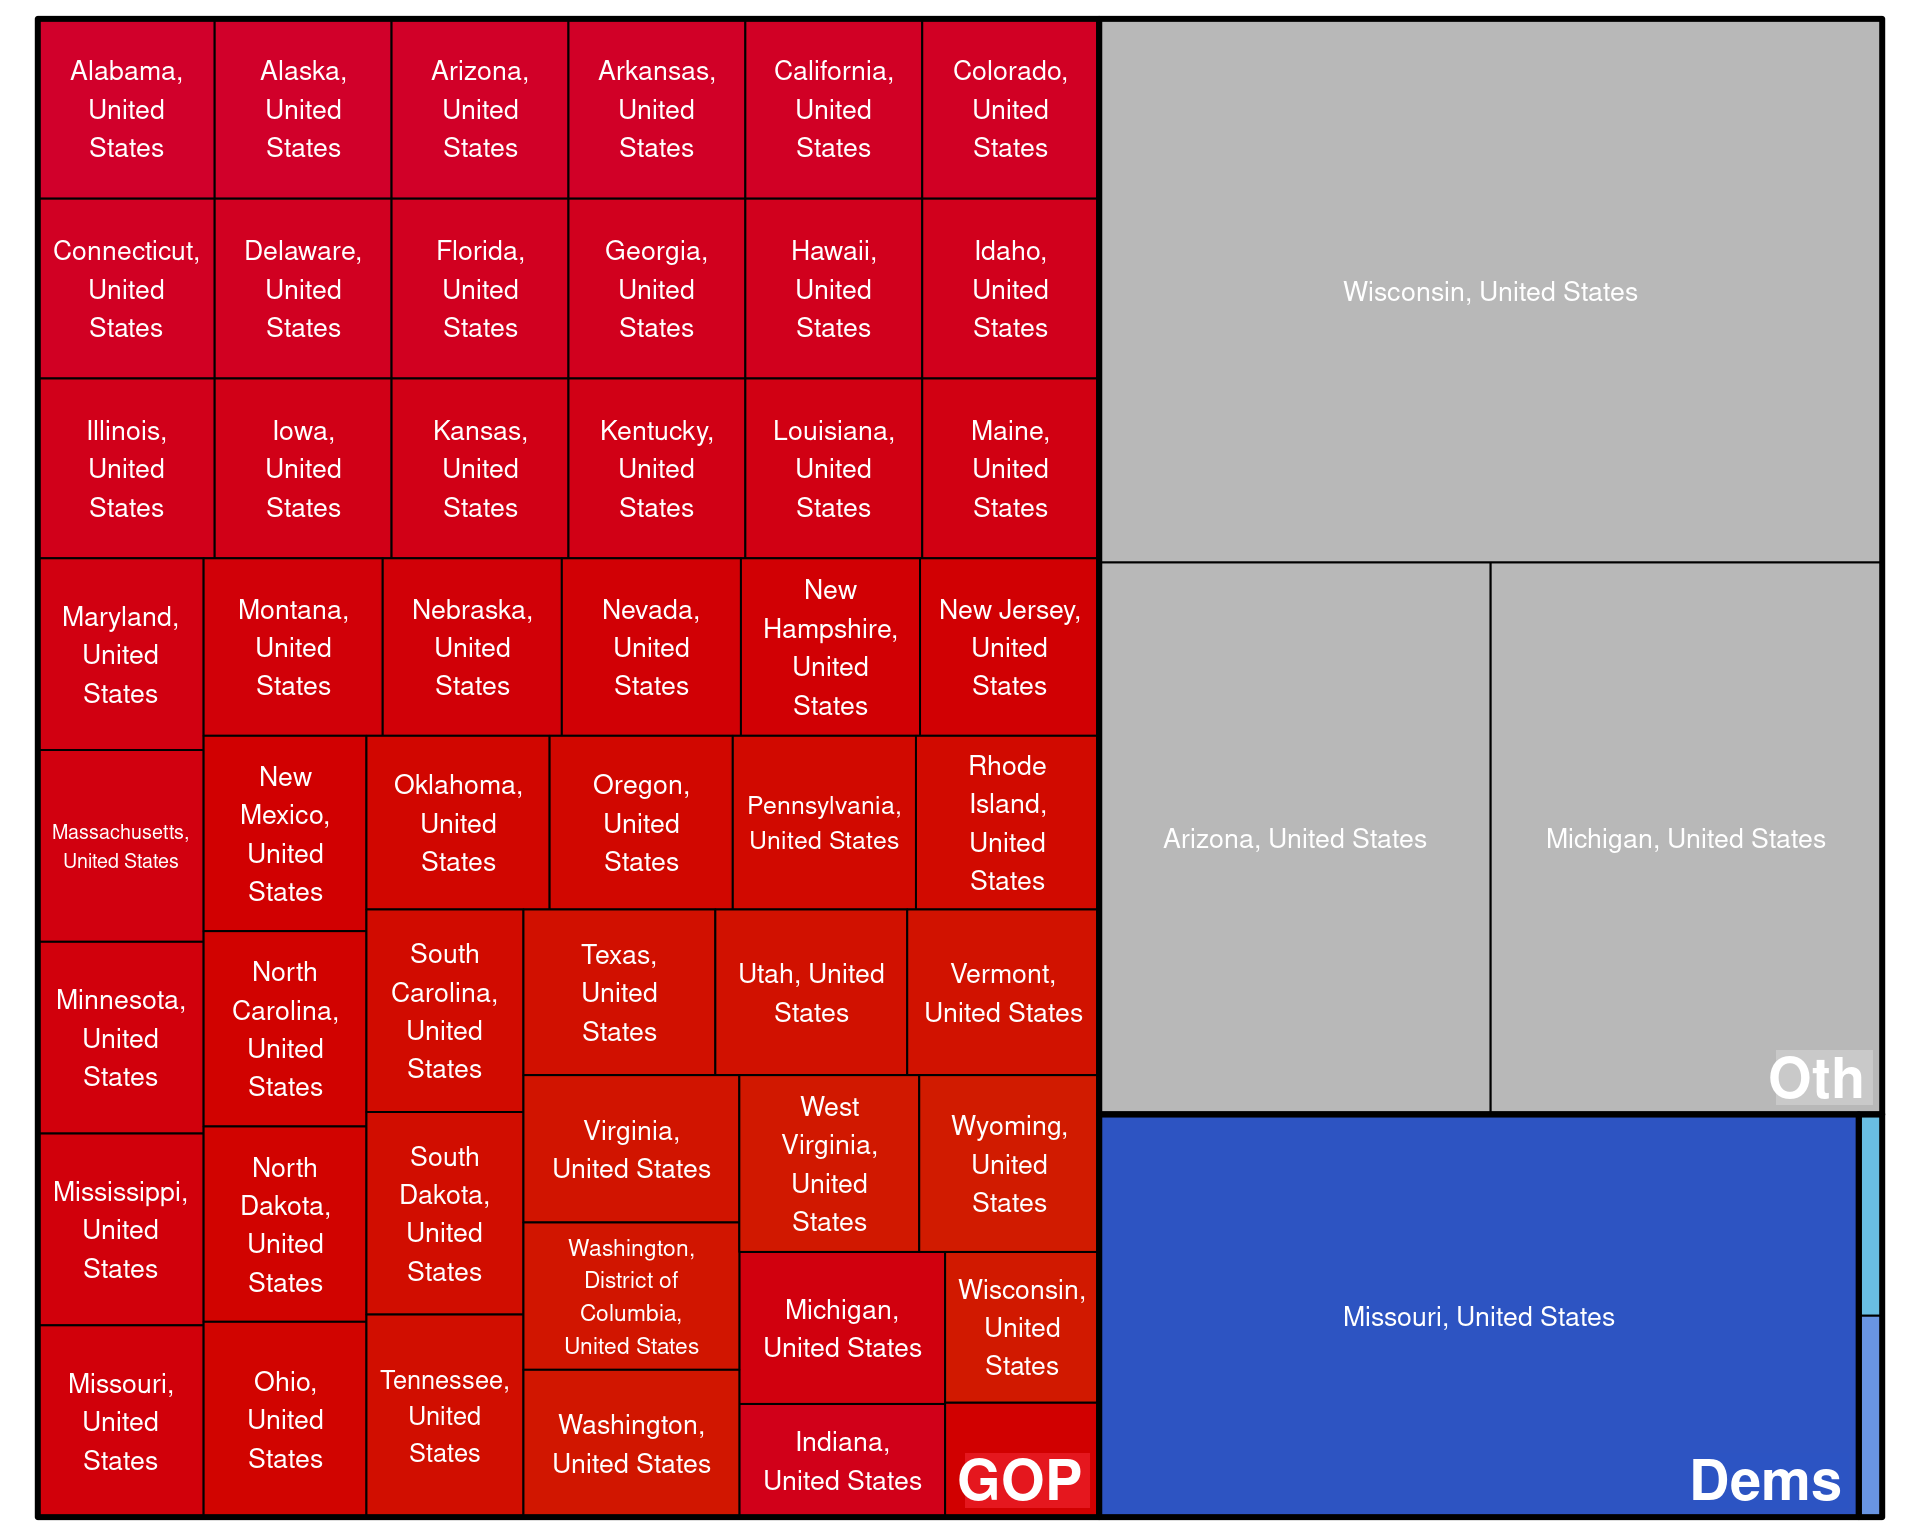 Alabama,
United
States
Alaska,
United
States
Arizona,
United
States
Arkansas,
United
States
California,
United
States
Colorado,
United
States
Connecticut,
United
States
Delaware,
United
States
Florida,
United
States
Georgia,
United
States
Hawaii,
United
States
Idaho,
United
States
Illinois,
United
States
Iowa,
United
States
Kansas,
United
States
Kentucky,
United
States
Louisiana,
United
States
Maine,
United
States
Maryland,
United
States
Montana,
United
States
Nebraska,
United
States
Nevada,
United
States
New
Hampshire,
United
States
New Jersey,
United
States
Massachusetts,
United States
New
Mexico,
United
States
Oklahoma,
United
States
Oregon,
United
States
Pennsylvania,
United States
Rhode
Island,
United
States
Minnesota,
United
States
North
Carolina,
United
States
South
Carolina,
United
States
Texas,
United
States
Utah, United
States
Vermont,
United States
Mississippi,
United
States
North
Dakota,
United
States
South
Dakota,
United
States
Virginia,
United States
West
Virginia,
United
States
Wyoming,
United
States
Washington,
District of
Columbia,
United States
Michigan,
United States
Wisconsin,
United
States
Missouri,
United
States
Ohio,
United
States
Tennessee,
United
States
Washington,
United States
Indiana,
United States
GOP
Wisconsin, United States
Arizona, United States
Michigan, United States
Oth
Missouri, United States
Dems